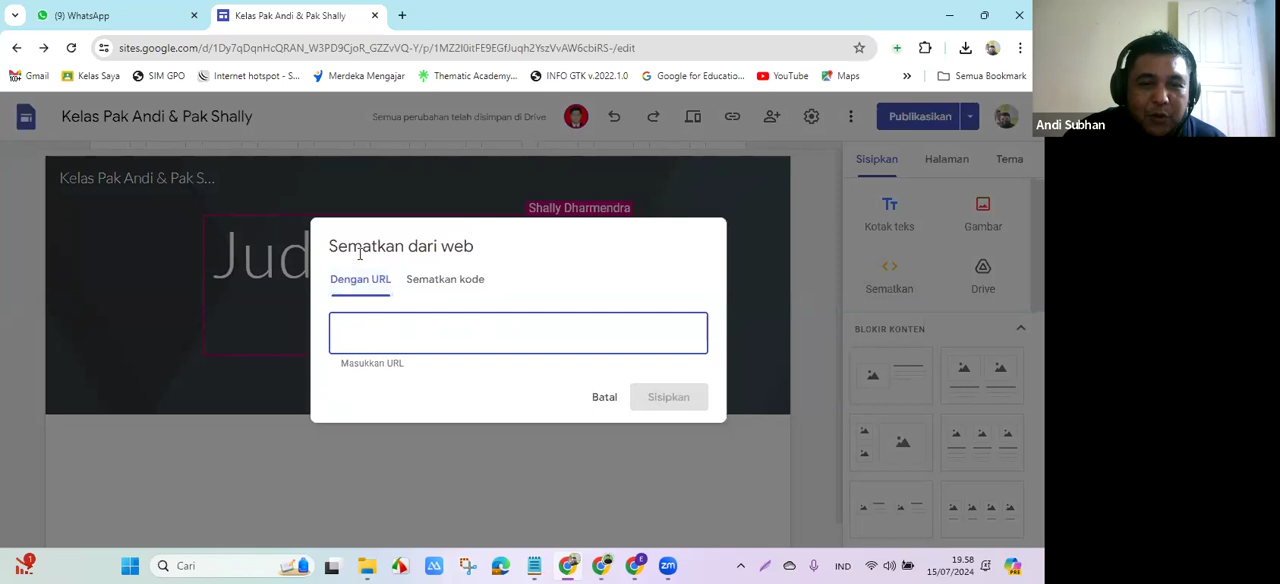 (9) WhatsApp
Kelas Pak Andi & Pak Shally
sites.google.com/d/1Dy7qDqnHcQRAN_W3PD9CjoR_GZZvVQ-Y/p/1MZ2I0itFE9EGfJuqh2YszvVvAW6cbiRS-/edit
Gmail
Kelas Saya
SIM GPO
Internet hotspot - S...
Merdeka Mengajar
Thematic Academy...
INFO GTK v.2022.1.0
Google for Educatio...
YouTube
Maps
Semua Bookmark
Andi Subhan
Kelas Pak Andi & Pak Shally
Semua perubahan telah disimpan di Drive
Publikasikan
Sisipkan
Halaman
Tema
Kelas Pak Andi & Pak S...
Shally Dharmendra
Jud
Sematkan dari web
Dengan URL
Sematkan kode
Masukkan URL
Batal
Sisipkan
Kotak teks
Gambar
Sematkan
Drive
BLOKIR KONTEN
1
Cari
zm
IND
19.58
15/07/2024